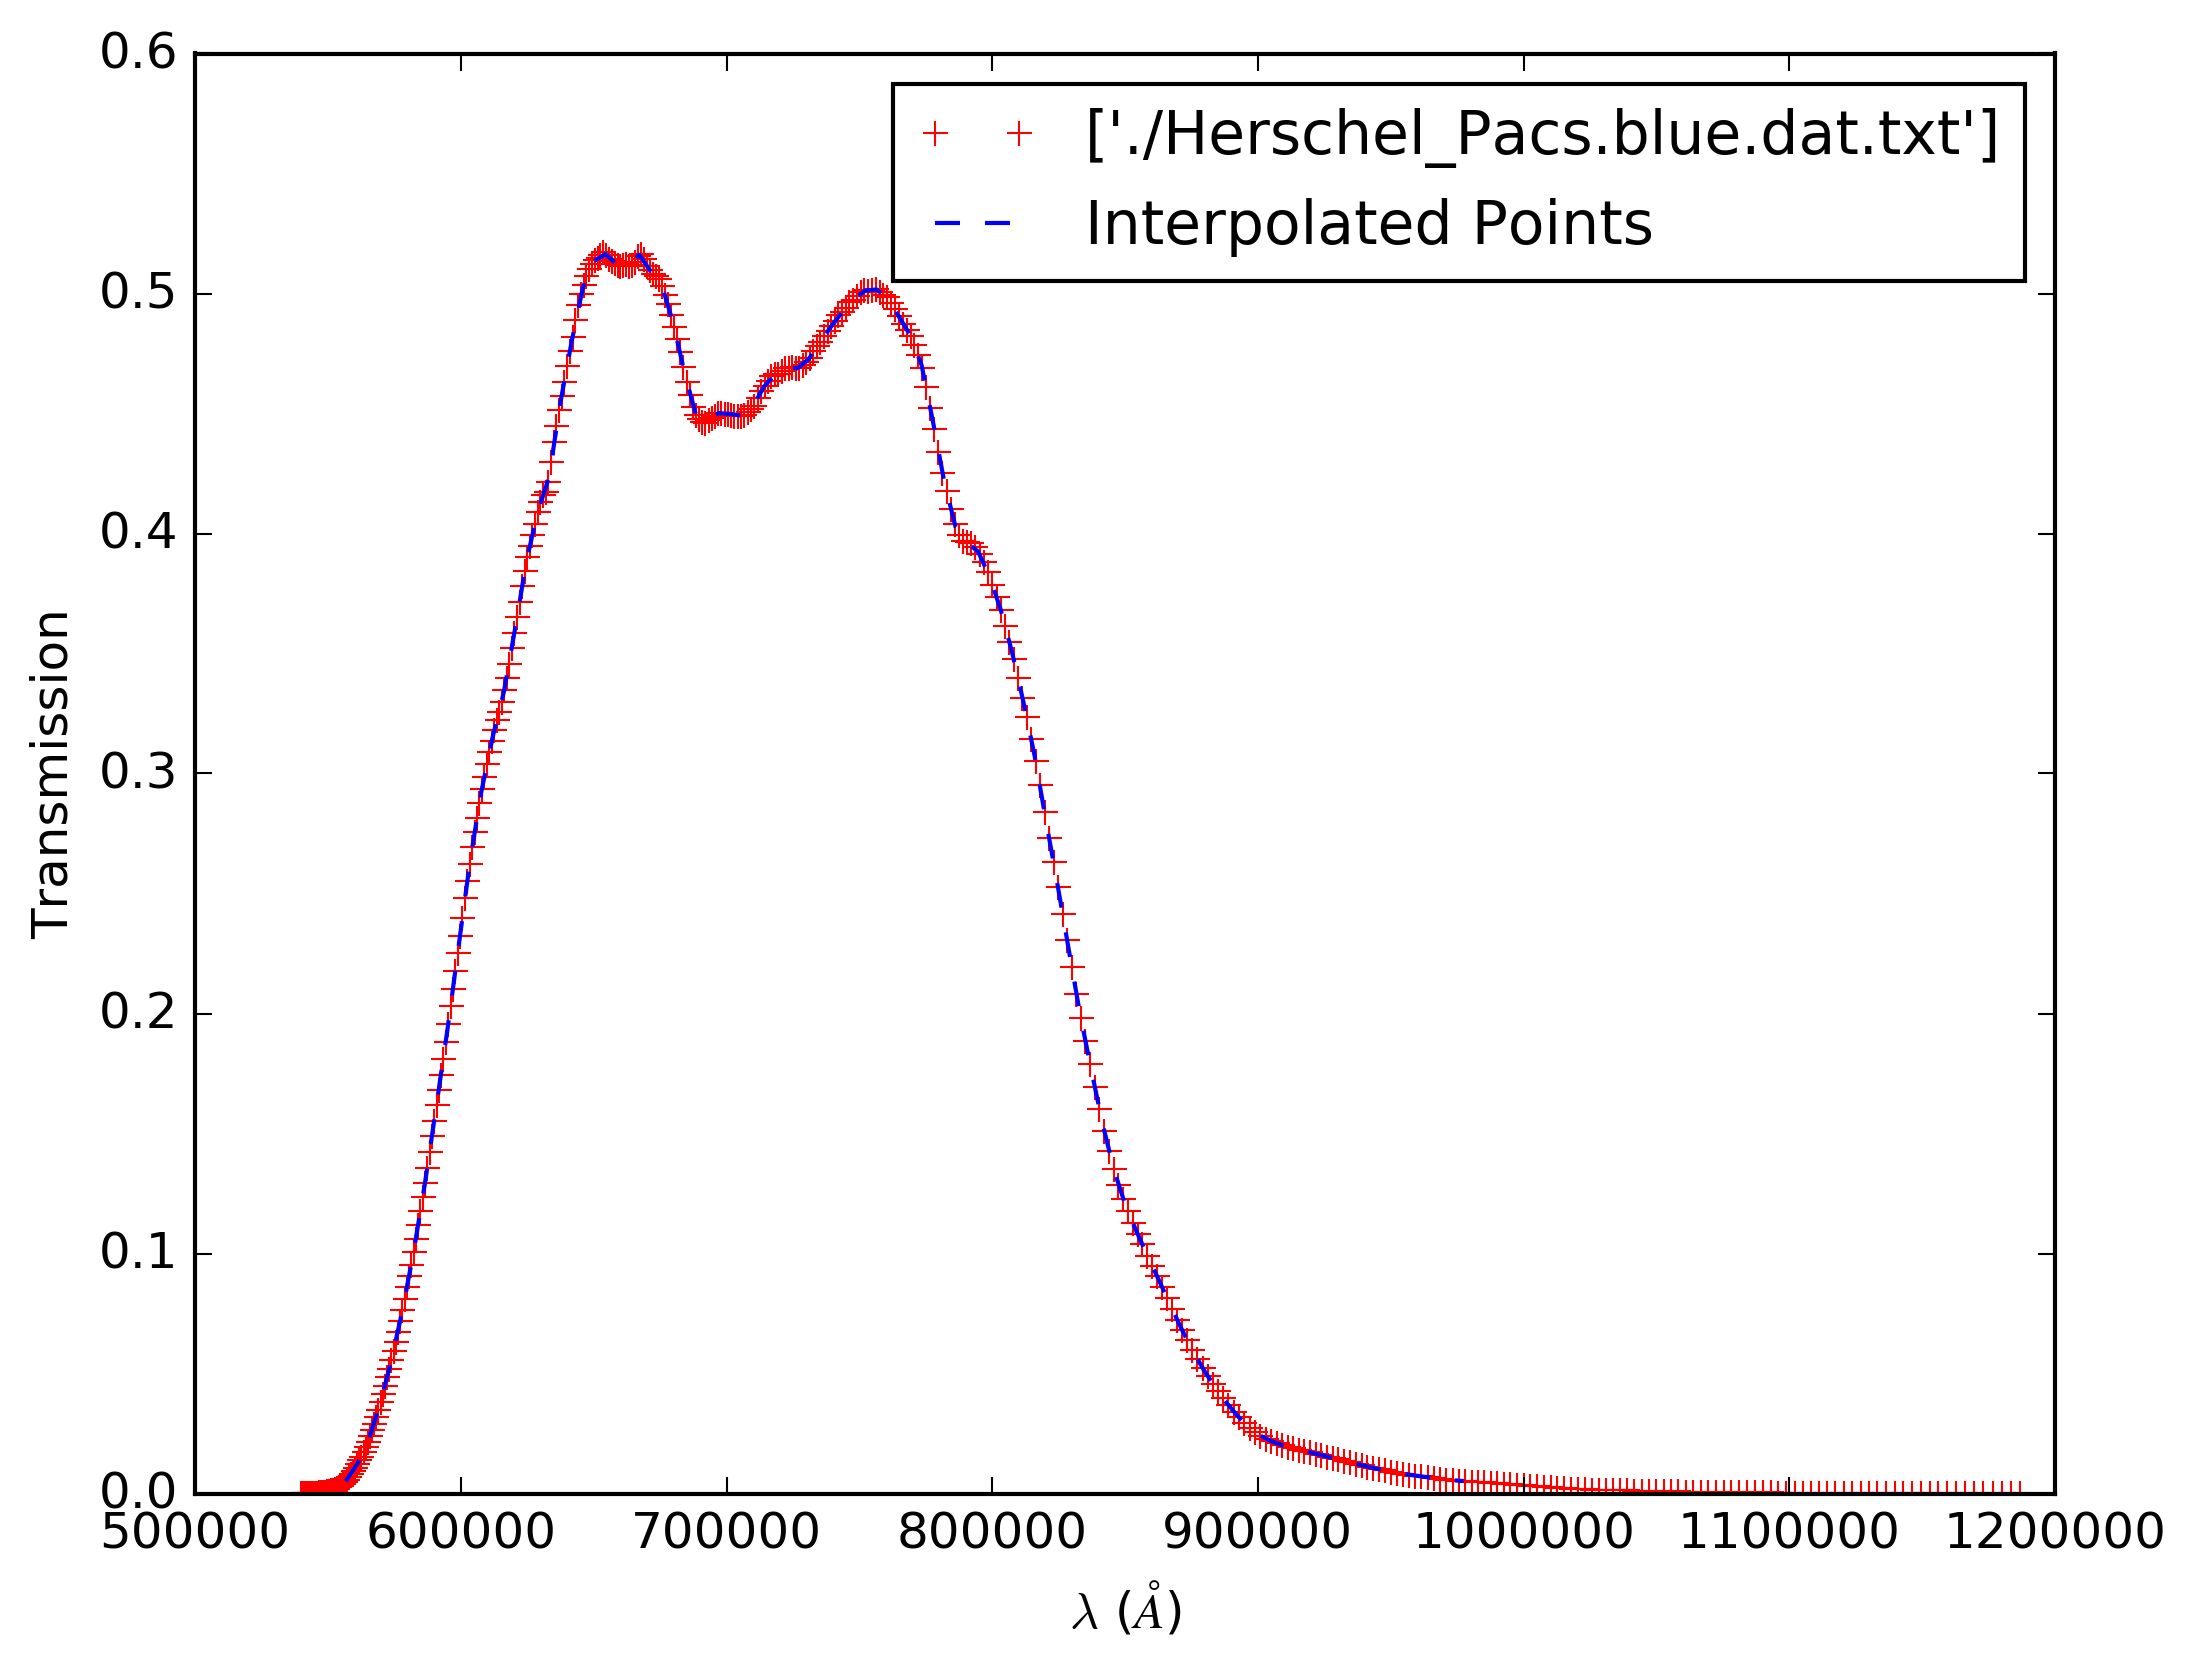 0.6
['./Herschel_Pacs.blue.dat.txt']
Interpolated Points
0.5
0.4
0.3
0.2
0.1
0.0
Transmission
500000 600000 700000 800000 900000 1000000 1100000 1200000
λ (Å)